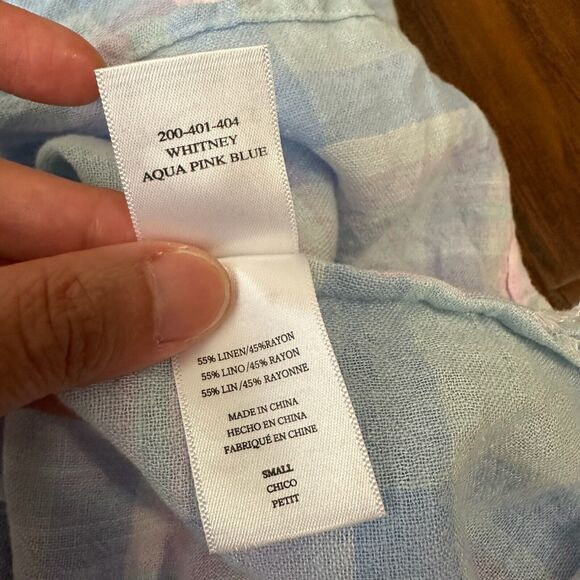 200-401-404
WHITNEY
AQUA PINK BLUE
55% LINEN/45%RAYON
55% LINO/45% RAYON
55% LIN/45% RAYONNE
MADE IN CHINA
HECHO EN CHINA
FABRIQUÉ EN CHINE
SMALL
CHICO
PETIT